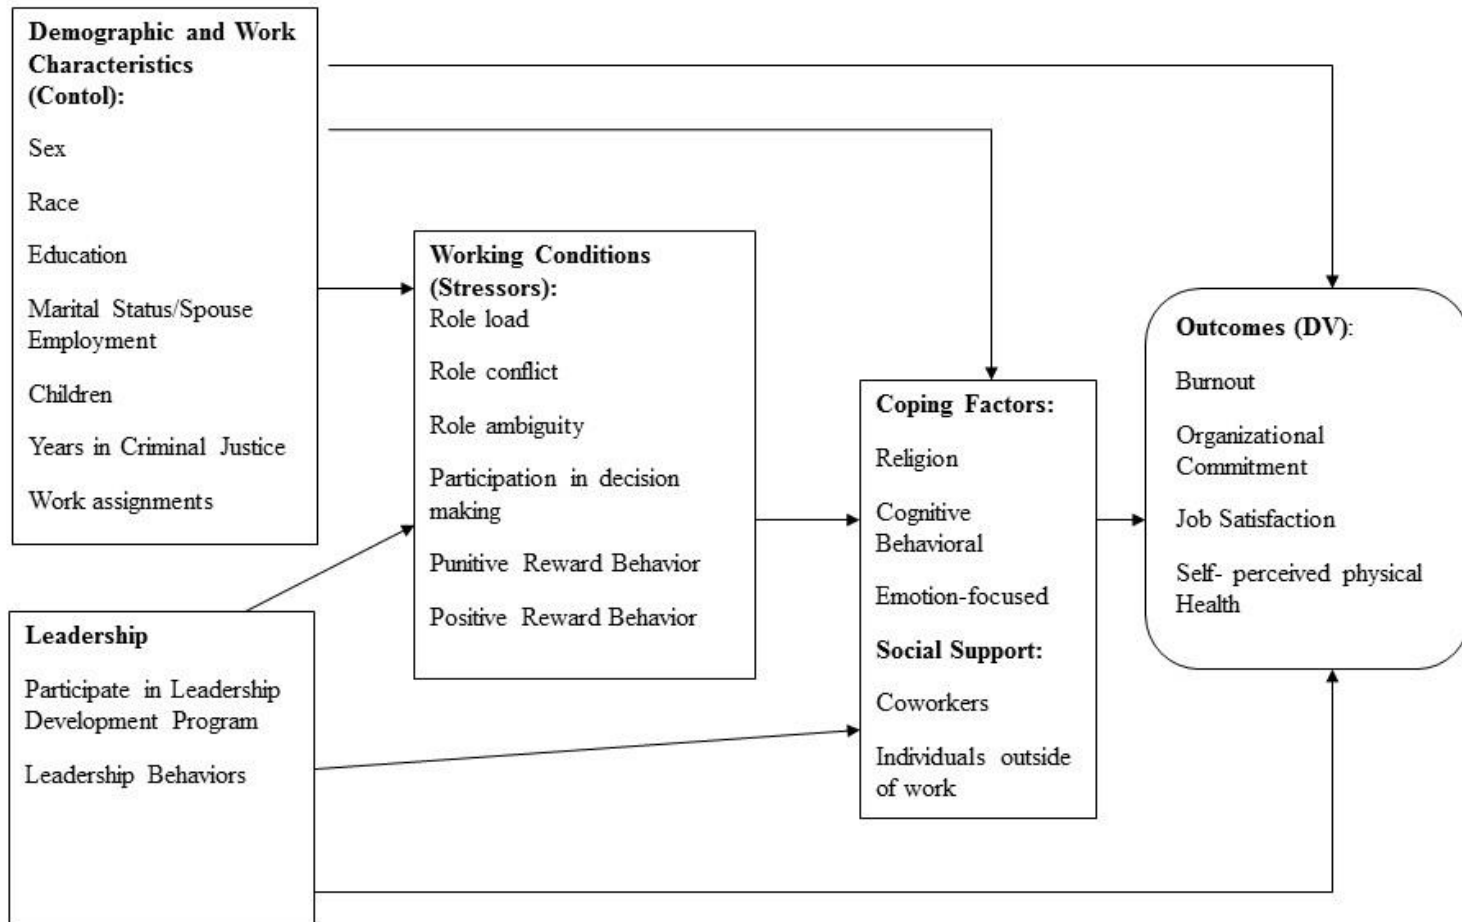 Demographic and Work
Characteristics
(Contol):
Sex
Race
Education
Marital Status/Spouse
Employment
Children
Years in Criminal Justice
Work assignments
Leadership
Participate in Leadership
Development Program
Leadership Behaviors
Working Conditions
(Stressors):
Role load
Role conflict
Role ambiguity
Participation in decision
making
Punitive Reward Behavior
Positive Reward Behavior
Coping Factors:
Religion
Cognitive
Behavioral
Emotion-focused
Social Support:
Coworkers
Individuals outside
of work
Outcomes (DV):
Burnout
Organizational
Commitment
Job Satisfaction
Self- perceived physical
Health